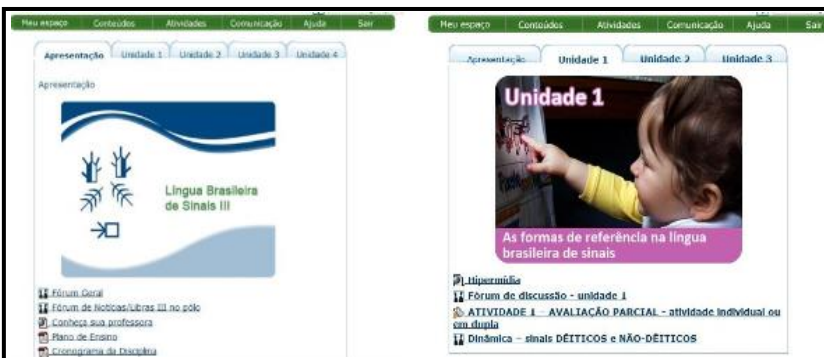 Meu espaço Conteúdos Atividades Comunicação Ajuda Sair
Apresentação Unidade 1 Unidade 2 Unidade 3 Unidade 4
Apresentação
Língua Brasileira
de Sinais III
Fórum Geral
Fórum de Notícias/Libras III no pólo
Conheça sua professora
Plano de Ensino
Cronograma da Disciplina
Meu espaço Conteúdos Atividades Comunicação Ajuda Sair
Apresentação Unidade 1 Unidade 2 Unidade 3
Unidade 1
As formas de referência na língua
brasileira de sinais
Hipermídia
Fórum de discussão - unidade 1
ATIVIDADE 1 - AVALIAÇÃO PARCIAL - atividade individual ou
em dupla
Dinâmica - sinais DÊITICOS e NÃO-DÊITICOS